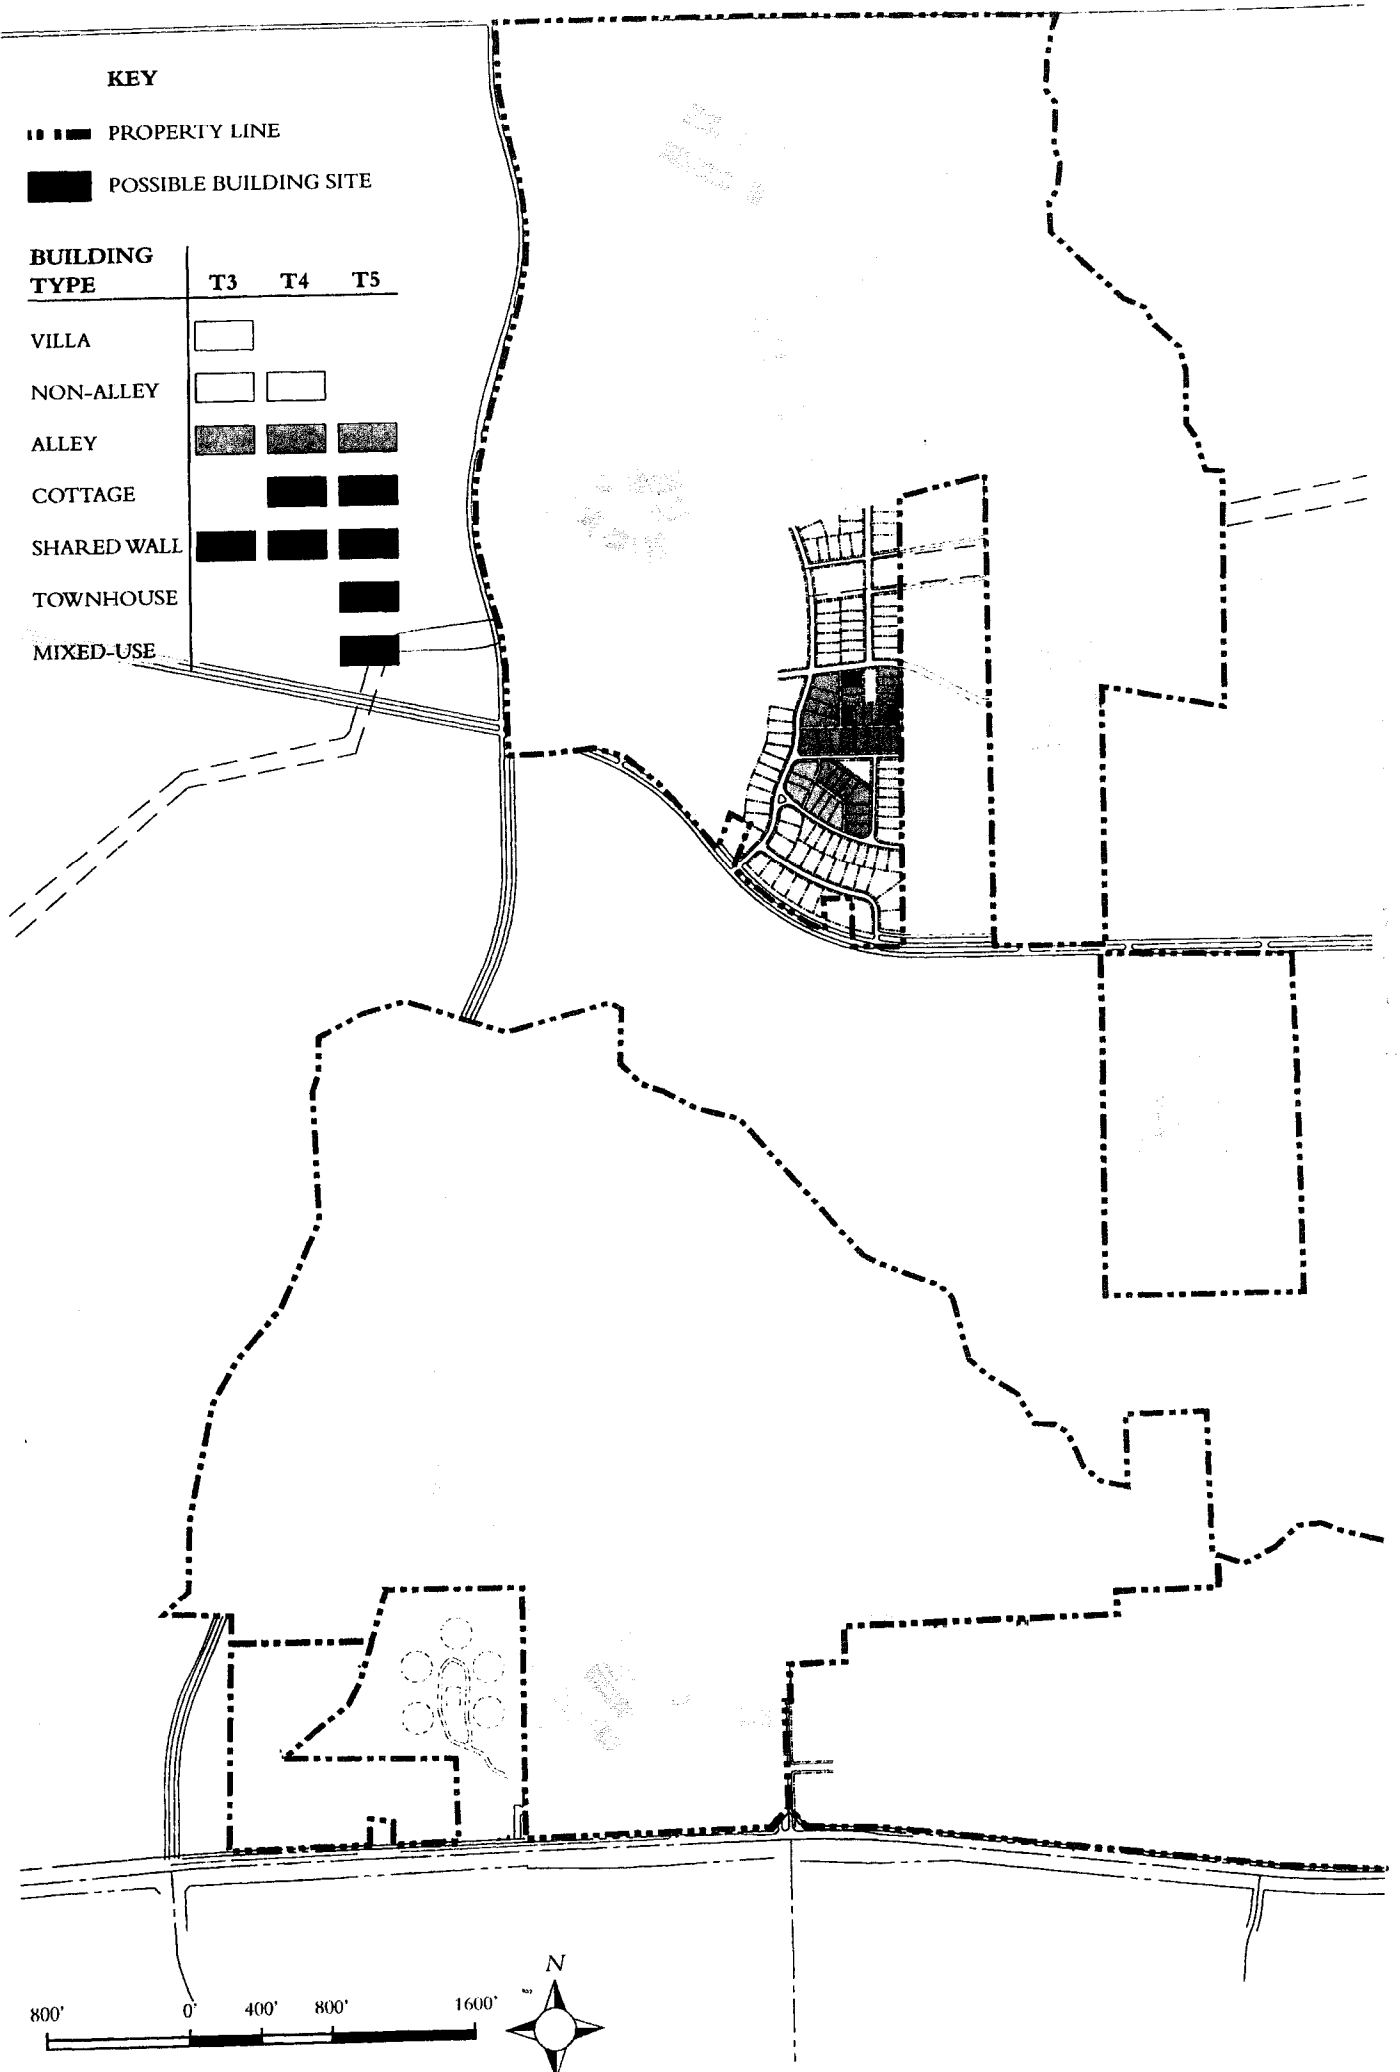 KEY
PROPERTY LINE
POSSIBLE BUILDING SITE
BUILDING
TYPE T3 T4 T5
VILLA
NON-ALLEY
ALLEY
COTTAGE
SHARED WALL
TOWNHOUSE
MIXED-USE
N
800' 0' 400' 800' 1600'